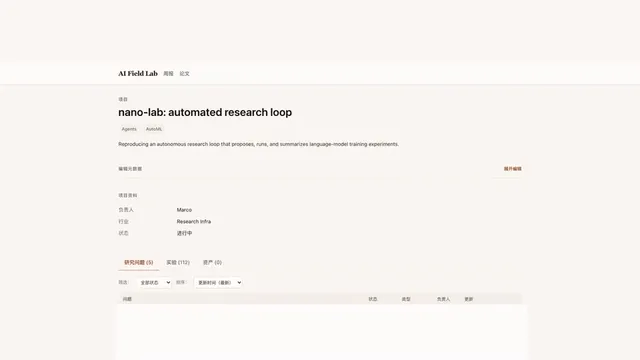 AI Field Lab 周报 论文
项目
nano-lab: automated research loop
Agents AutoML
Reproducing an autonomous research loop that proposes, runs, and summarizes language-model training experiments.
编辑元数据 展开编辑
项目资料
负责人 Marco
行业 Research Infra
状态 进行中
研究问题 (5) 实验 (112) 资产 (0)
筛选: 全部状态 排序: 更新时间（最新）
问题 状态 类型 负责人 更新